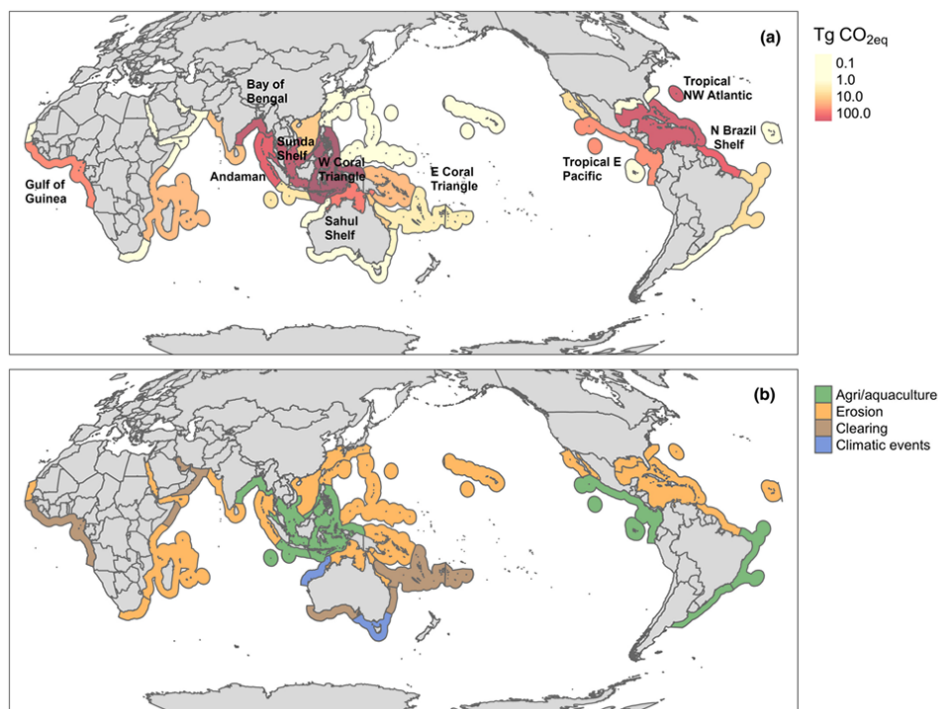 (a)
Tg CO2eq
0.1
1.0
10.0
100.0
Bay of
Bengal
Tropical
NW Atlantic
Sunda
Shelf
N Brazil
Shelf
W Coral
Triangle
Tropical E
Pacific
E Coral
Triangle
Andaman
Gulf of
Guinea
Sahul
Shelf
(b)
Agri/aquaculture
Erosion
Clearing
Climatic events